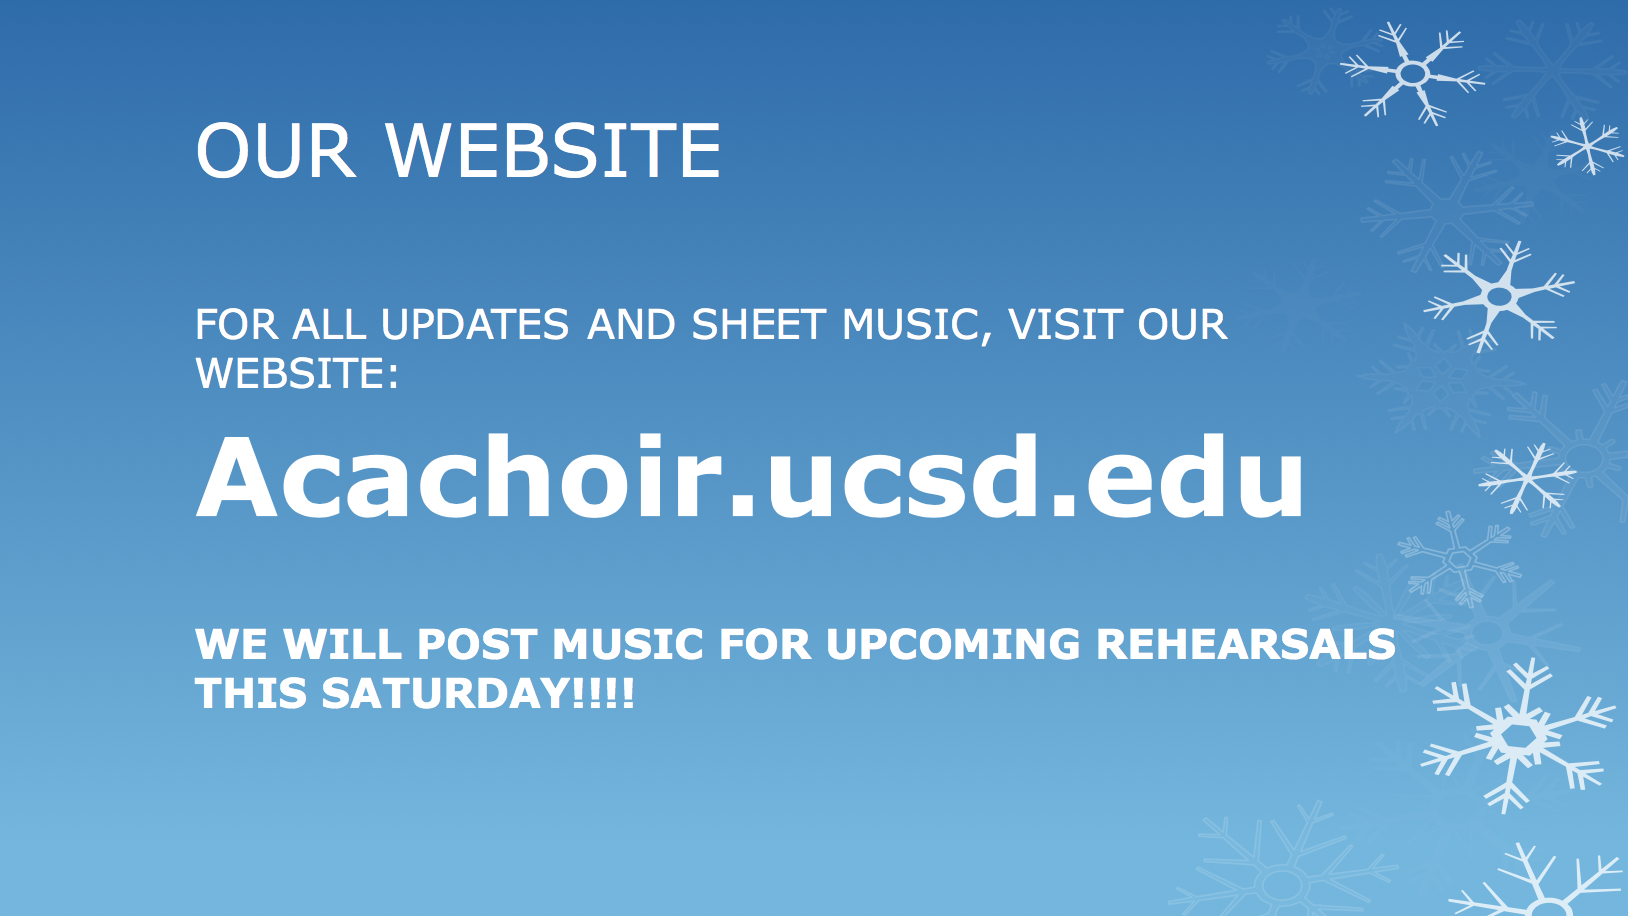 OUR WEBSITE
FOR ALL UPDATES AND SHEET MUSIC, VISIT OUR
WEBSITE:
Acachoir.ucsd.edu
WE WILL POST MUSIC FOR UPCOMING REHEARSALS
THIS SATURDAY!!!!